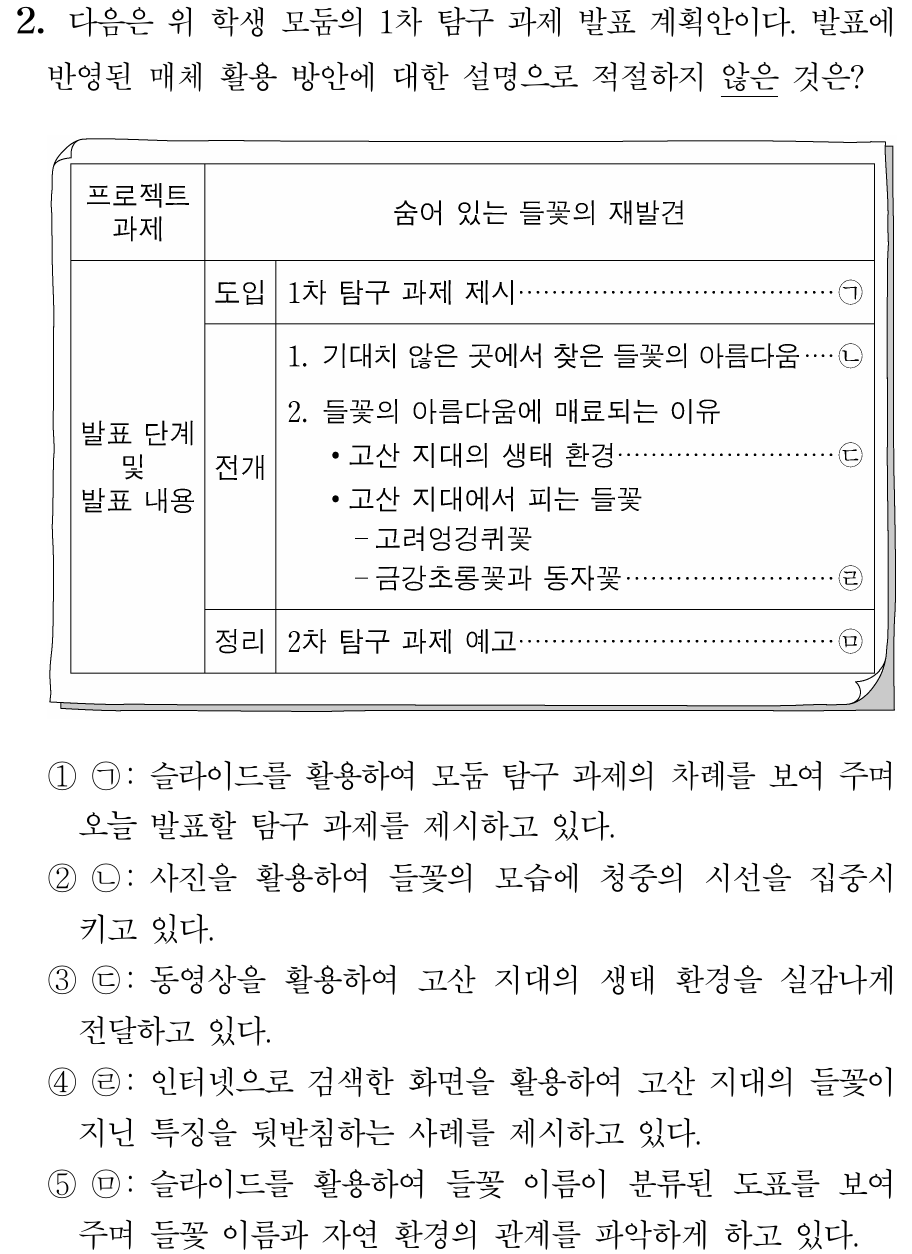 2. 다음은 위 학생 모둠의 1차 탐구 과제 발표 계획안이다. 발표에
반영된 매체 활용 방안에 대한 설명으로 적절하지 않은 것은?
프로젝트
과제
숨어 있는 들꽃의 재발견
발표 단계
및
발표 내용
도입
1차 탐구 과제 제시……………………………………㉠
전개
1. 기대치 않은 곳에서 찾은 들꽃의 아름다움…‥㉡
2. 들꽃의 아름다움에 매료되는 이유
•고산 지대의 생태 환경…………………………㉢
•고산 지대에서 피는 들꽃
－고려엉겅퀴꽃
－금강초롱꽃과 동자꽃………………………㉣
정리
2차 탐구 과제 예고……………………………………㉤
① ㉠: 슬라이드를 활용하여 모둠 탐구 과제의 차례를 보여 주며
오늘 발표할 탐구 과제를 제시하고 있다.
② ㉡: 사진을 활용하여 들꽃의 모습에 청중의 시선을 집중시
키고 있다.
③ ㉢: 동영상을 활용하여 고산 지대의 생태 환경을 실감나게
전달하고 있다.
④ ㉣: 인터넷으로 검색한 화면을 활용하여 고산 지대의 들꽃이
지닌 특징을 뒷받침하는 사례를 제시하고 있다.
⑤ ㉤: 슬라이드를 활용하여 들꽃 이름이 분류된 도표를 보여
주며 들꽃 이름과 자연 환경의 관계를 파악하게 하고 있다.